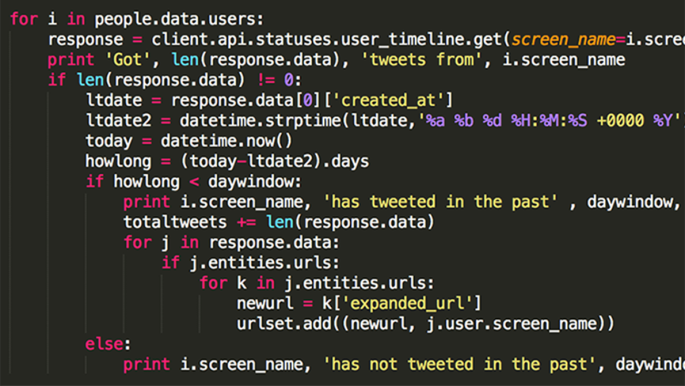 for i in people.data.users:
response = client.api.statuses.user_timeline.get(screen_name=i.scree
print 'Got', len(response.data), 'tweets from', i.screen_name
if len(response.data) != 0:
ltdate = response.data[0]['created_at']
ltdate2 = datetime.strptime(ltdate,'%a %b %d %H:%M:%S +0000 %Y'
today = datetime.now()
howlong = (today-ltdate2).days
if howlong < daywindow:
print i.screen_name, 'has tweeted in the past' , daywindow,
totaltweets += len(response.data)
for j in response.data:
if j.entities.urls:
for k in j.entities.urls:
newurl = k['expanded_url']
urlset.add((newurl, j.user.screen_name))
else:
print i.screen_name, 'has not tweeted in the past', daywind